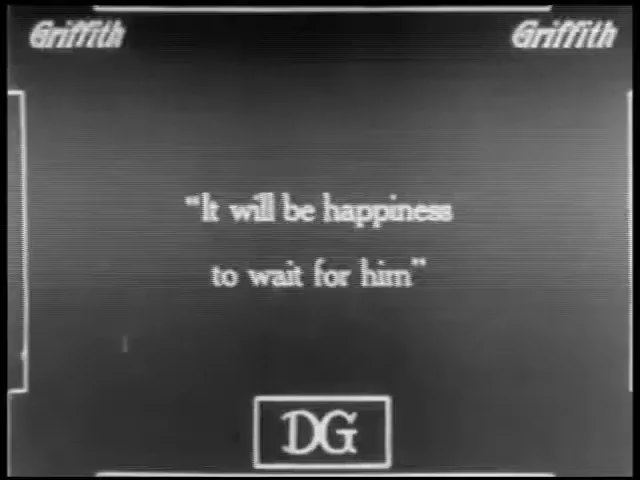 Griffith Griffith
"It will be happiness
to wait for him"
DG